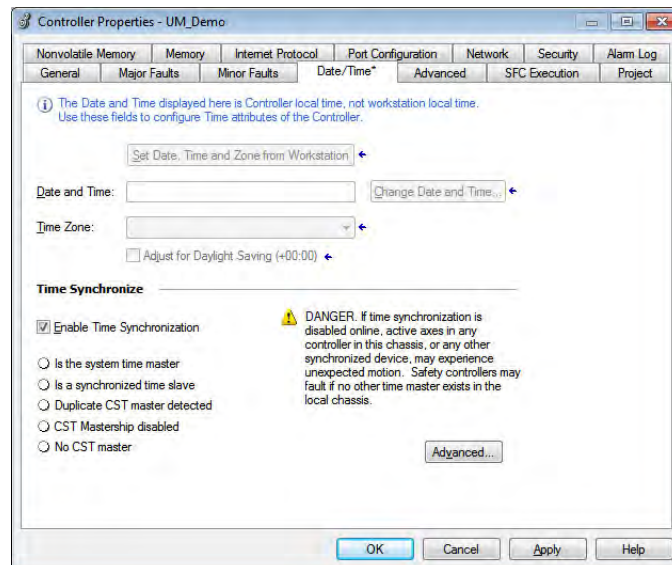 Controller Properties - UM_Demo
Nonvolatile Memory Memory Internet Protocol Port Configuration Network Security Alarm Log
General Major Faults Minor Faults Date/Time* Advanced SFC Execution Project
The Date and Time displayed here is Controller local time, not workstation local time.
Use these fields to configure Time attributes of the Controller.
Set Date, Time and Zone from Workstation
Date and Time: Change Date and Time...
Time Zone:
Adjust for Daylight Saving (+00:00)
Time Synchronize
Enable Time Synchronization
DANGER. If time synchronization is
disabled online, active axes in any
controller in this chassis, or any other
synchronized device, may experience
unexpected motion. Safety controllers may
fault if no other time master exists in the
local chassis.
Is the system time master
Is a synchronized time slave
Duplicate CST master detected
CST Mastership disabled
No CST master
Advanced...
OK Cancel Apply Help